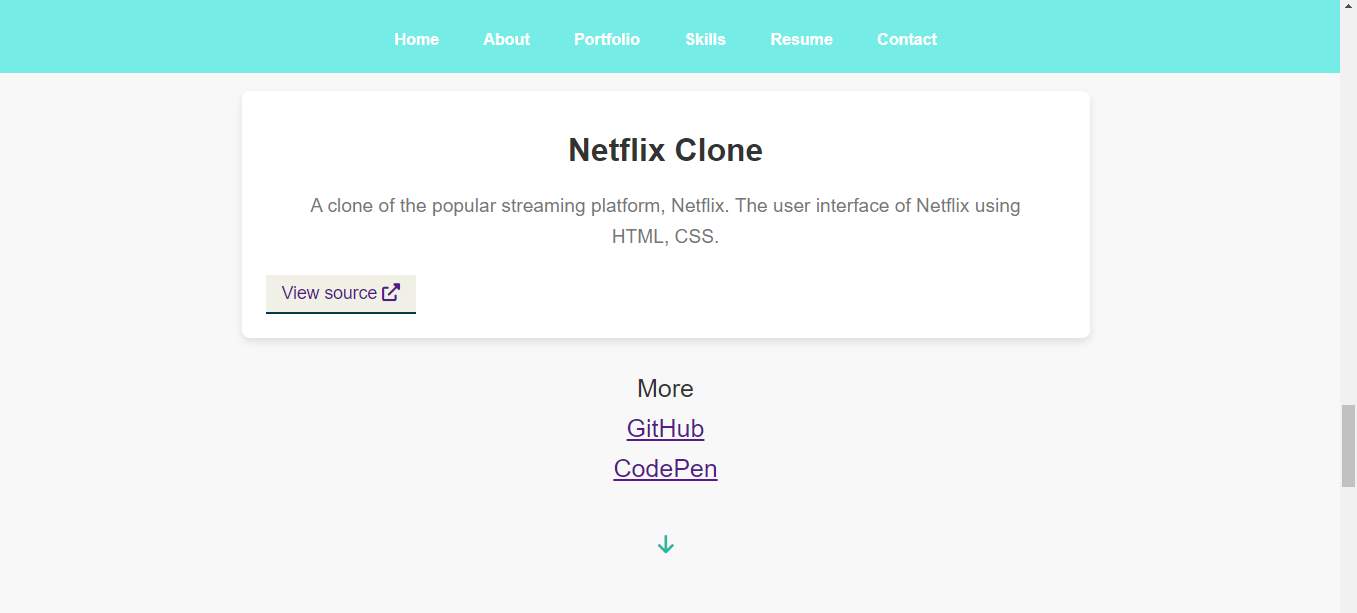 Home About Portfolio Skills Resume Contact
Netflix Clone
A clone of the popular streaming platform, Netflix. The user interface of Netflix using
HTML, CSS.
View source
More
GitHub
CodePen